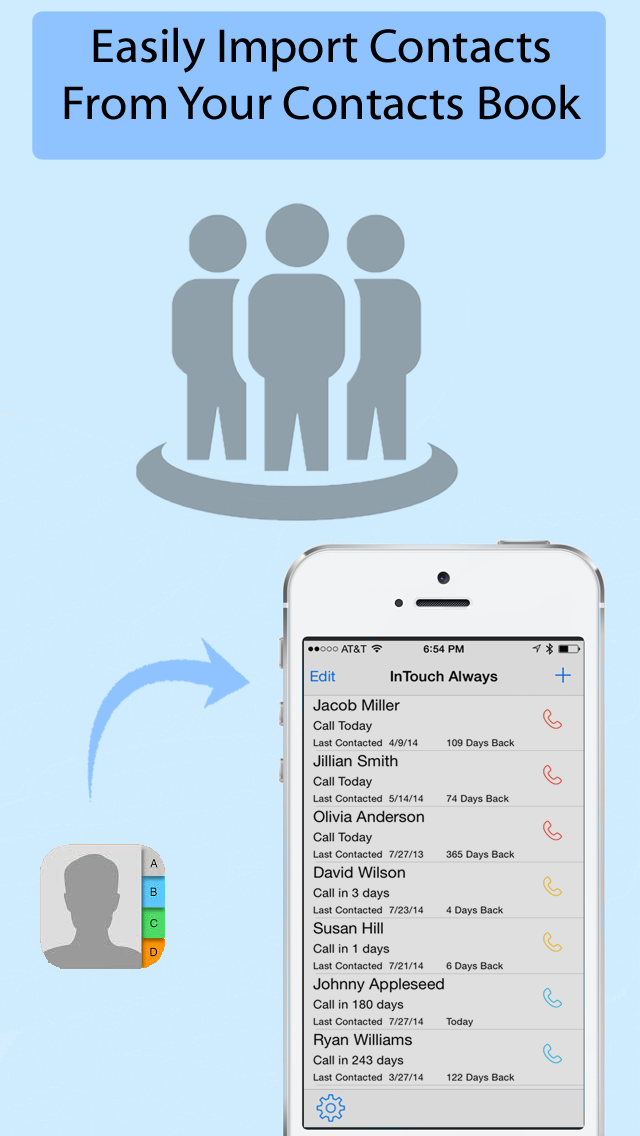 Easily Import Contacts
From Your Contacts Book
AT&T 6:54 PM
Edit InTouch Always +
Jacob Miller
Call Today
Last Contacted 4/9/14 109 Days Back
Jillian Smith
Call Today
Last Contacted 5/14/14 74 Days Back
Olivia Anderson
Call Today
Last Contacted 7/27/13 365 Days Back
David Wilson
Call in 3 days
Last Contacted 7/23/14 4 Days Back
Susan Hill
Call in 1 days
Last Contacted 7/21/14 6 Days Back
Johnny Appleseed
Call in 180 days
Last Contacted 7/27/14 Today
Ryan Williams
Call in 243 days
Last Contacted 3/27/14 122 Days Back
A
B
C
D